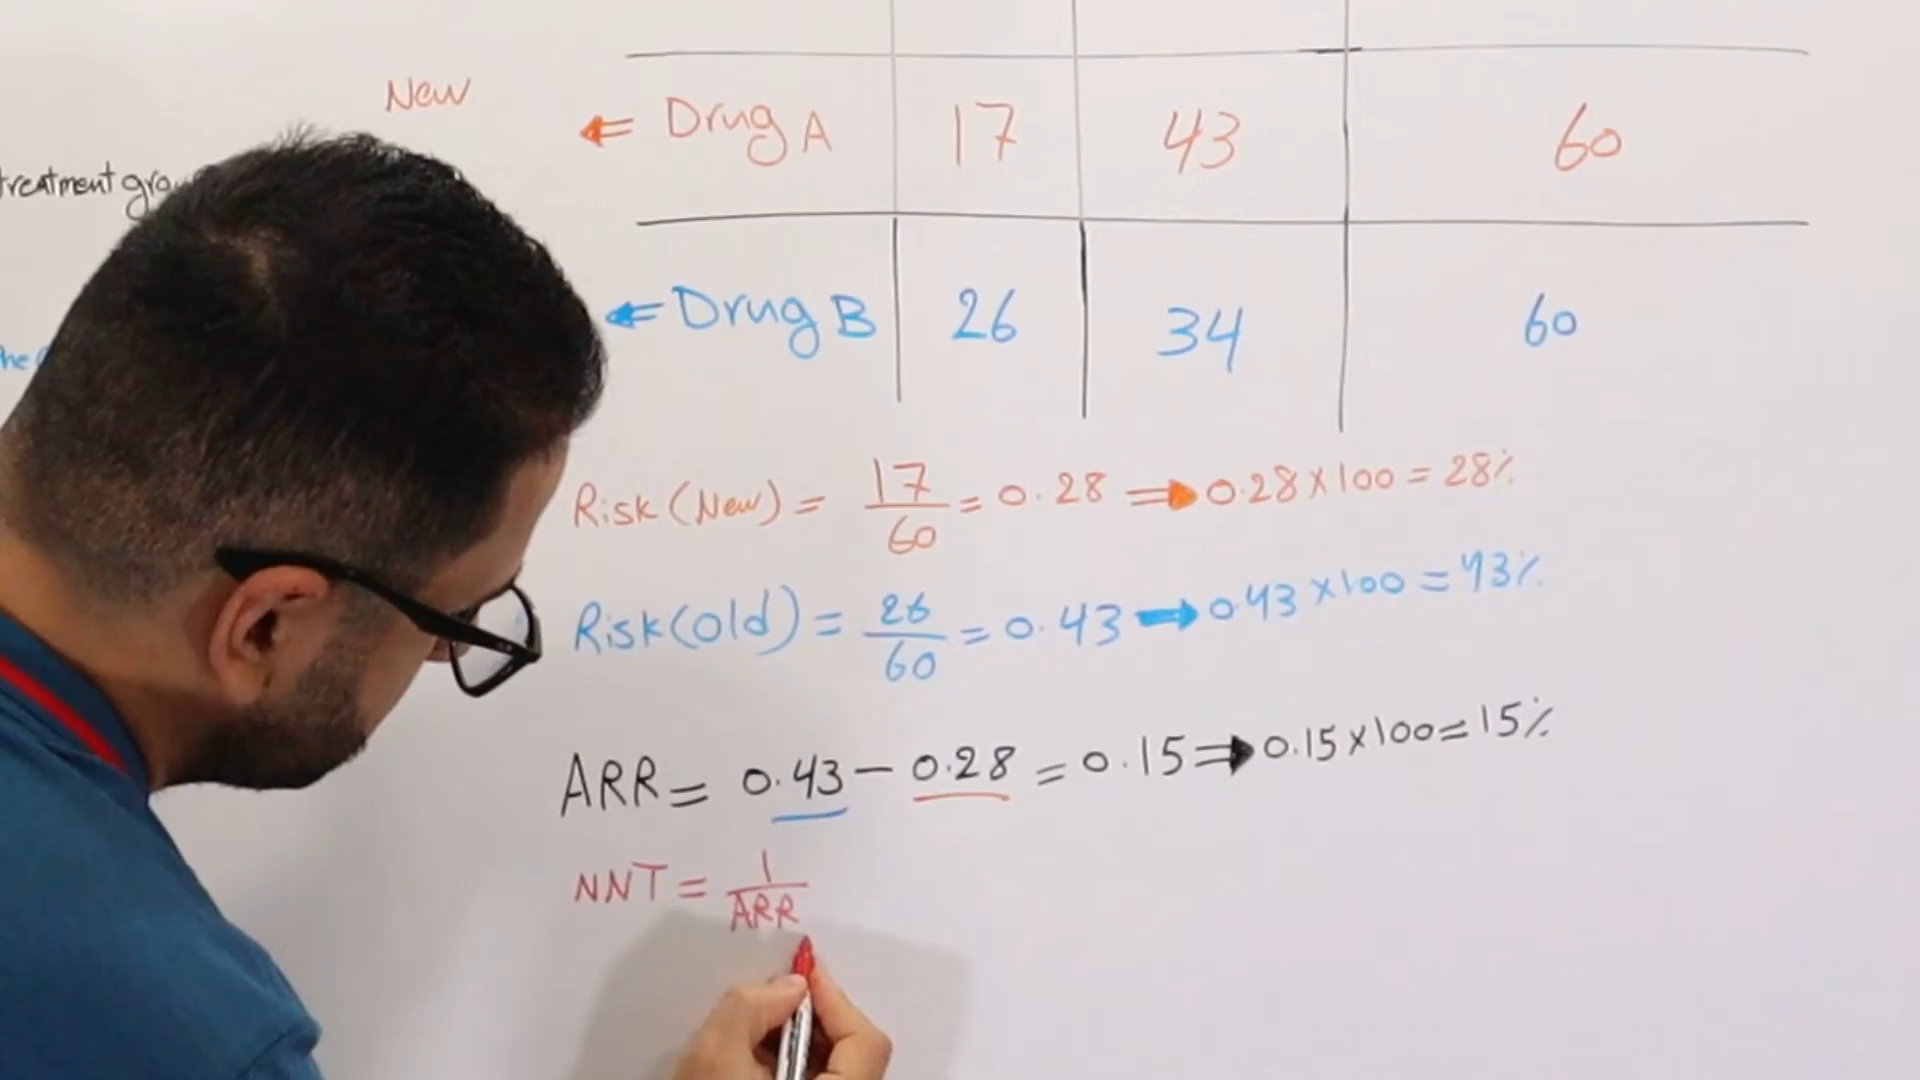 New
← Drug A 17 43 60
treatment
← Drug B 26 34 60
Risk (New) = 17/60 = 0.28 ⇒ 0.28 x 100 = 28%
Risk (old) = 26/60 = 0.43 → 0.43 x 100 = 43%
ARR = 0.43 - 0.28 = 0.15 ⇒ 0.15 x 100 = 15%
NNT = 1/ARR